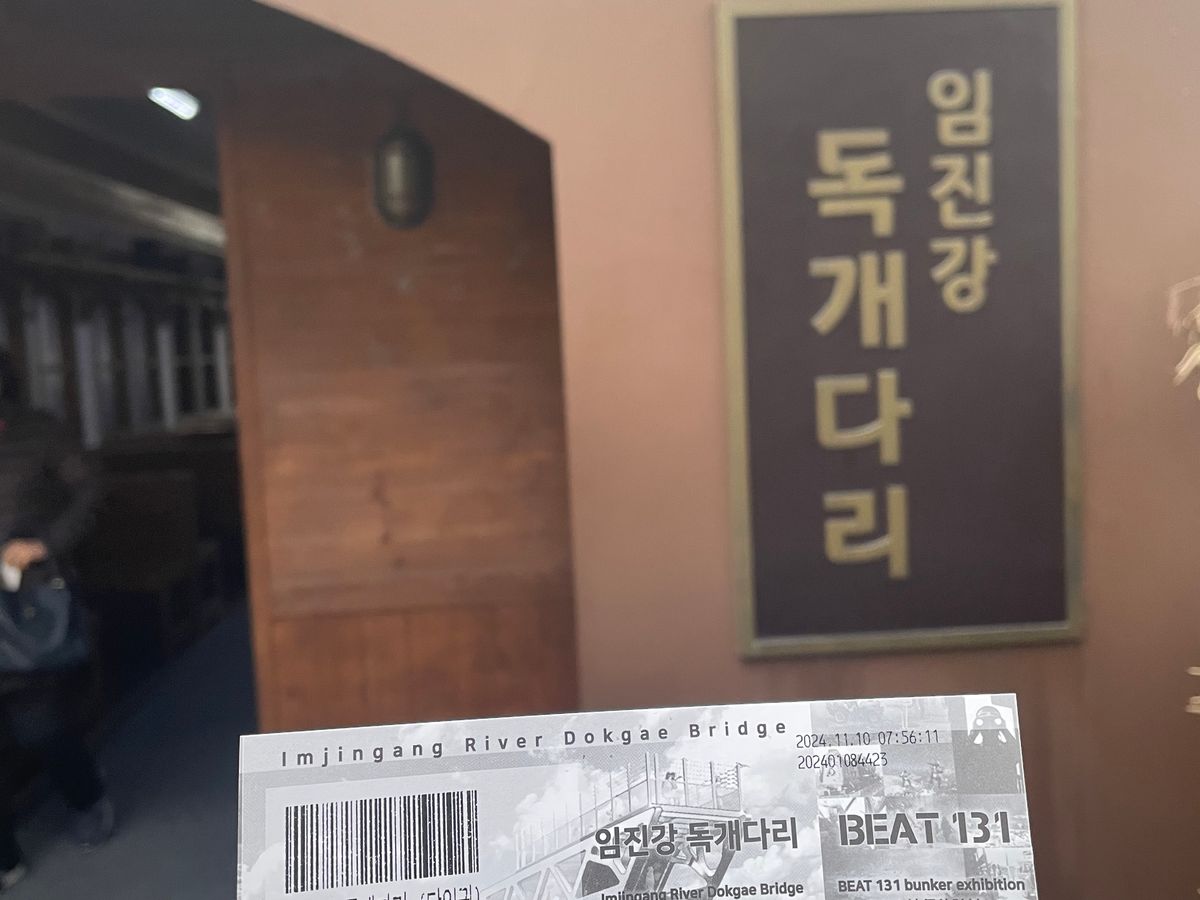 임진강
독개다리
Imjingang River Dokgae Bridge
2024.11.10 07:56:11
202401084423
임진강 독개다리
BEAT 131
Imjingang River Dokgae Bridge
BEAT 131 bunker exhibition